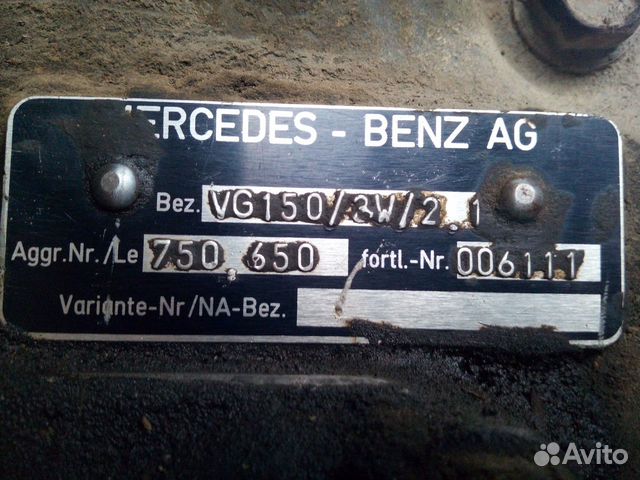 MERCEDES - BENZ AG
Bez. VG150/3W/2.1
Aggr.Nr./Le 750.650 fortl.-Nr. 006111
Variante-Nr/NA-Bez.
Avito